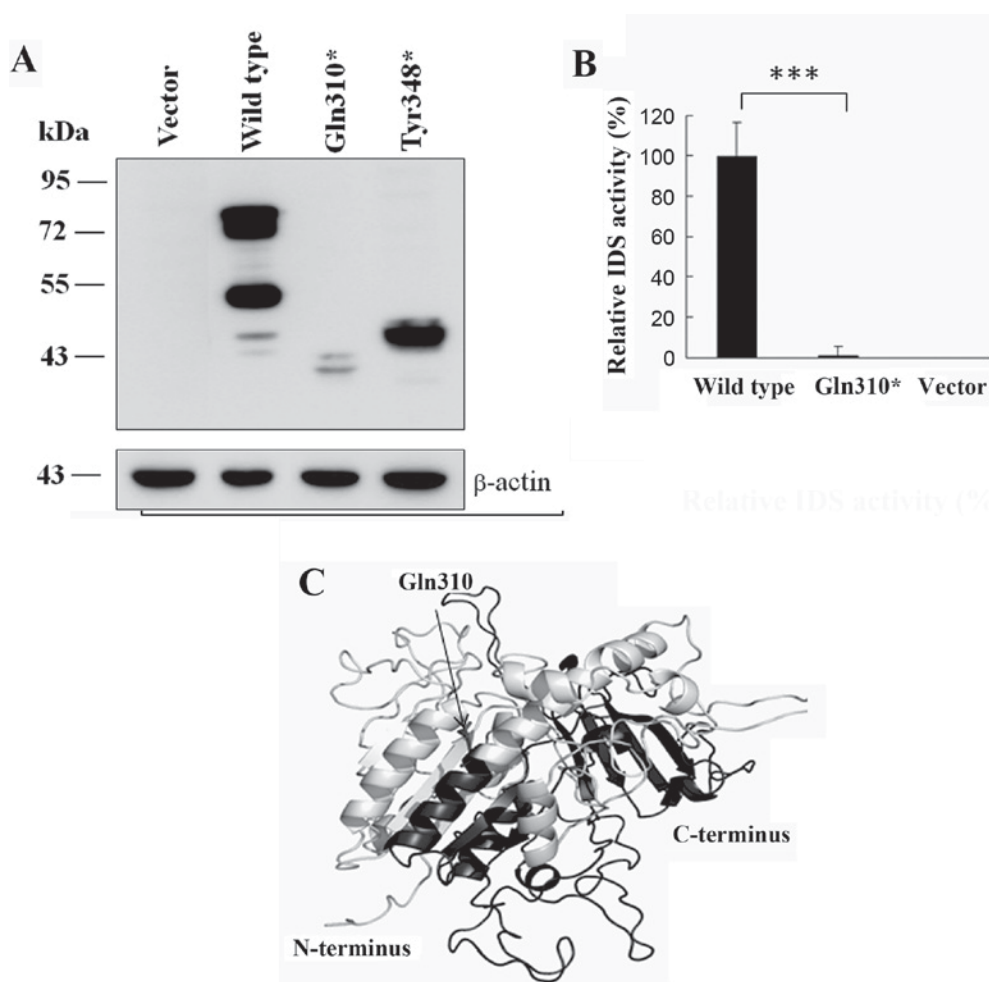 A
kDa
Vector
Wild type
Gln310*
Tyr348*
95
72
55
43
43
β-actin
B
***
Relative IDS activity (%)
120
100
80
60
40
20
0
Wild type Gln310* Vector
Relative IDS activity (%
C
Gln310
C-terminus
N-terminus